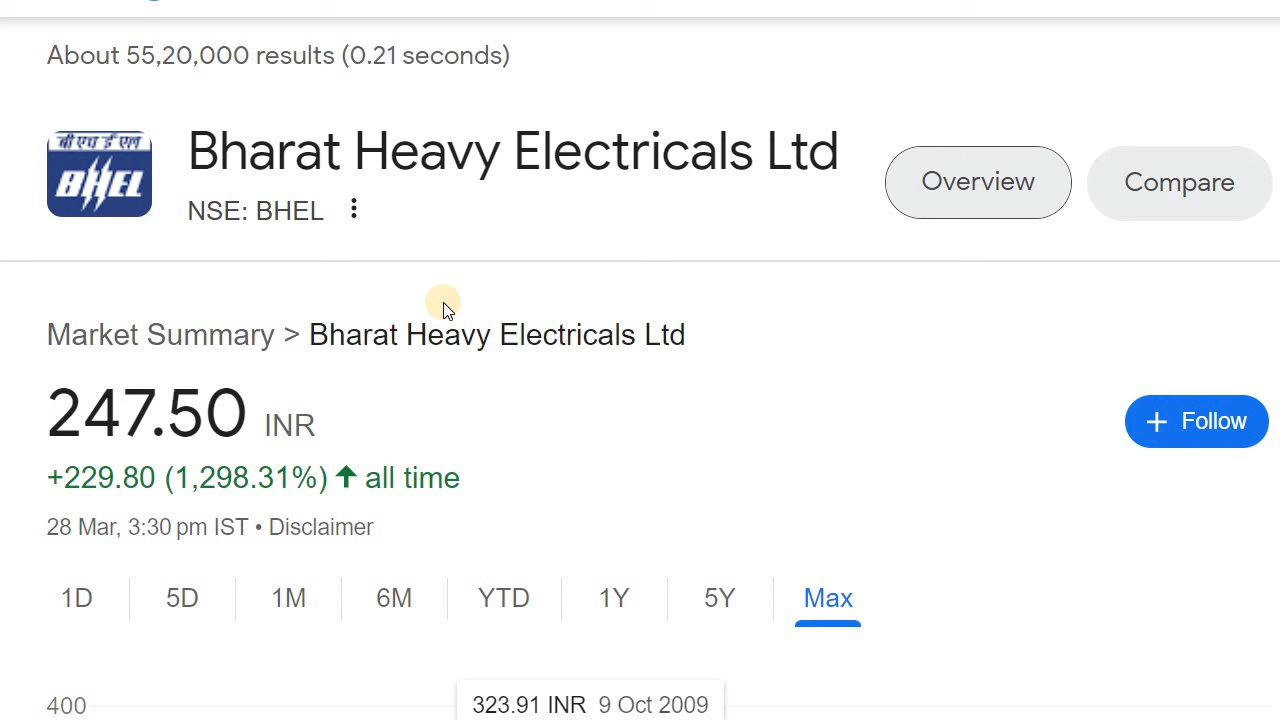 About 55,20,000 results (0.21 seconds)
बी एच ई एल
BHEL
Bharat Heavy Electricals Ltd
NSE: BHEL
Overview
Compare
Market Summary > Bharat Heavy Electricals Ltd
247.50 INR
+ Follow
+229.80 (1,298.31%) ↑ all time
28 Mar, 3:30 pm IST • Disclaimer
1D 5D 1M 6M YTD 1Y 5Y Max
400
323.91 INR 9 Oct 2009